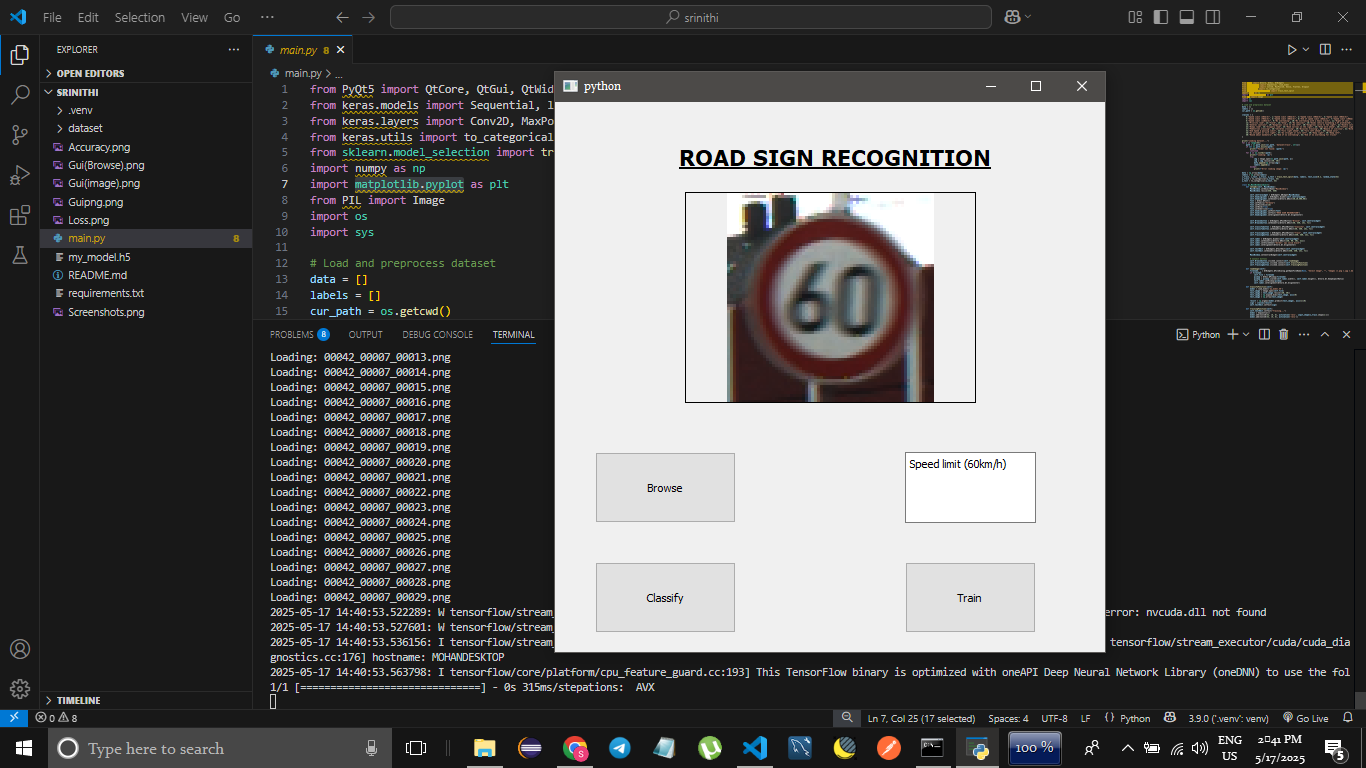 File Edit Selection View Go ··· srinithi
EXPLORER ···
OPEN EDITORS
SRINITHI
.venv
dataset
Accuracy.png
Gui(Browse).png
Gui(image).png
Guipng.png
Loss.png
main.py 8
my_model.h5
README.md
requirements.txt
Screenshots.png
TIMELINE
main.py 8
main.py > ...
1 from PyQt5 import QtCore, QtGui, QtWid
2 from keras.models import Sequential, l
3 from keras.layers import Conv2D, MaxPo
4 from keras.utils import to_categorical
5 from sklearn.model_selection import tr
6 import numpy as np
7 import matplotlib.pyplot as plt
8 from PIL import Image
9 import os
10 import sys
11
12 # Load and preprocess dataset
13 data = []
14 labels = []
15 cur_path = os.getcwd()
PROBLEMS 8 OUTPUT DEBUG CONSOLE TERMINAL Python
Loading: 00042_00007_00013.png
Loading: 00042_00007_00014.png
Loading: 00042_00007_00015.png
Loading: 00042_00007_00016.png
Loading: 00042_00007_00017.png
Loading: 00042_00007_00018.png
Loading: 00042_00007_00019.png
Loading: 00042_00007_00020.png
Loading: 00042_00007_00021.png
Loading: 00042_00007_00022.png
Loading: 00042_00007_00023.png
Loading: 00042_00007_00024.png
Loading: 00042_00007_00025.png
Loading: 00042_00007_00026.png
Loading: 00042_00007_00027.png
Loading: 00042_00007_00028.png
Loading: 00042_00007_00029.png
2025-05-17 14:40:53.522289: W tensorflow/stream_ error: nvcuda.dll not found
2025-05-17 14:40:53.527601: W tensorflow/stream_
2025-05-17 14:40:53.536156: I tensorflow/stream_ tensorflow/stream_executor/cuda/cuda_dia
gnostics.cc:176] hostname: MOHANDESKTOP
2025-05-17 14:40:53.563798: I tensorflow/core/platform/cpu_feature_guard.cc:193] This TensorFlow binary is optimized with oneAPI Deep Neural Network Library (oneDNN) to use the fol
1/1 [==============================] - 0s 315ms/stepations:  AVX
python
ROAD SIGN RECOGNITION
60
Browse
Speed limit (60km/h)
Classify
Train
0 8 Ln 7, Col 25 (17 selected) Spaces: 4 UTF-8 LF Python 3.9.0 ('.venv': venv) Go Live
Type here to search
S
100 %
ENG
US
2:41 PM
5/17/2025
5